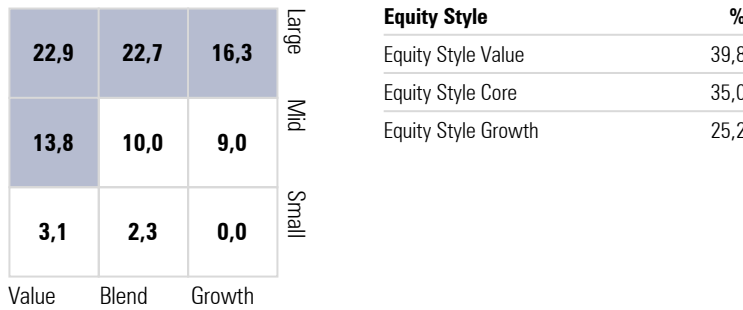 22,9 22,7 16,3 Large
13,8 10,0 9,0 Mid
3,1 2,3 0,0 Small
Value Blend Growth
Equity Style %
Equity Style Value 39,8
Equity Style Core 35,0
Equity Style Growth 25,2